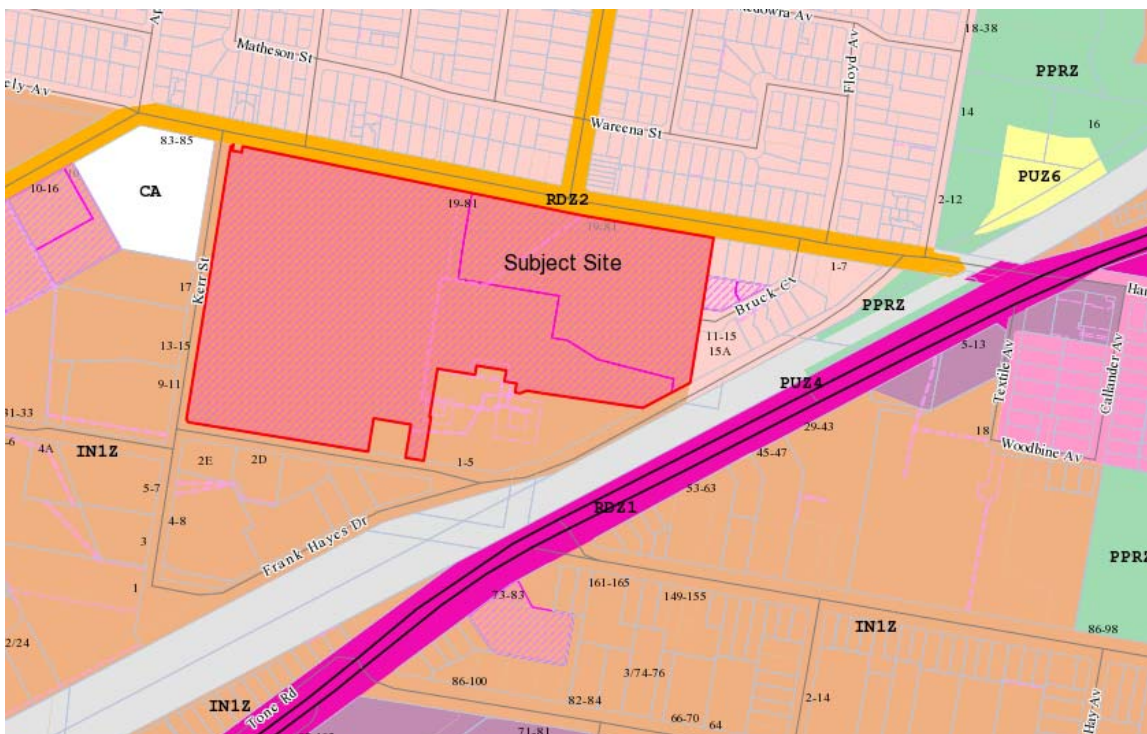 Matheson St
Floyd Av
18-38
PPRZ
ely Av
14
16
Wareena St
83-85
10-16
CA
PUZ6
RDZ2
19-81
19-81
2-12
Subject Site
Kerr St
17
1-7
Bruck Ct
PPRZ
Har
11-15
15A
13-15
5-13
Textile Av
Callander Av
9-11
PUZ4
31-33
-6
4A
IN1Z
29-43
18
Woodbine Av
2E
2D
1-5
45-47
5-7
53-63
4-8
RDZ1
Frank Hayes Dr
3
PPRZ
1
73-83
161-165
149-155
IN1Z
86-98
2/24
3/74-76
86-100
IN1Z
Tone Rd
82-84
2-14
66-70
64
Hay Av
71-81